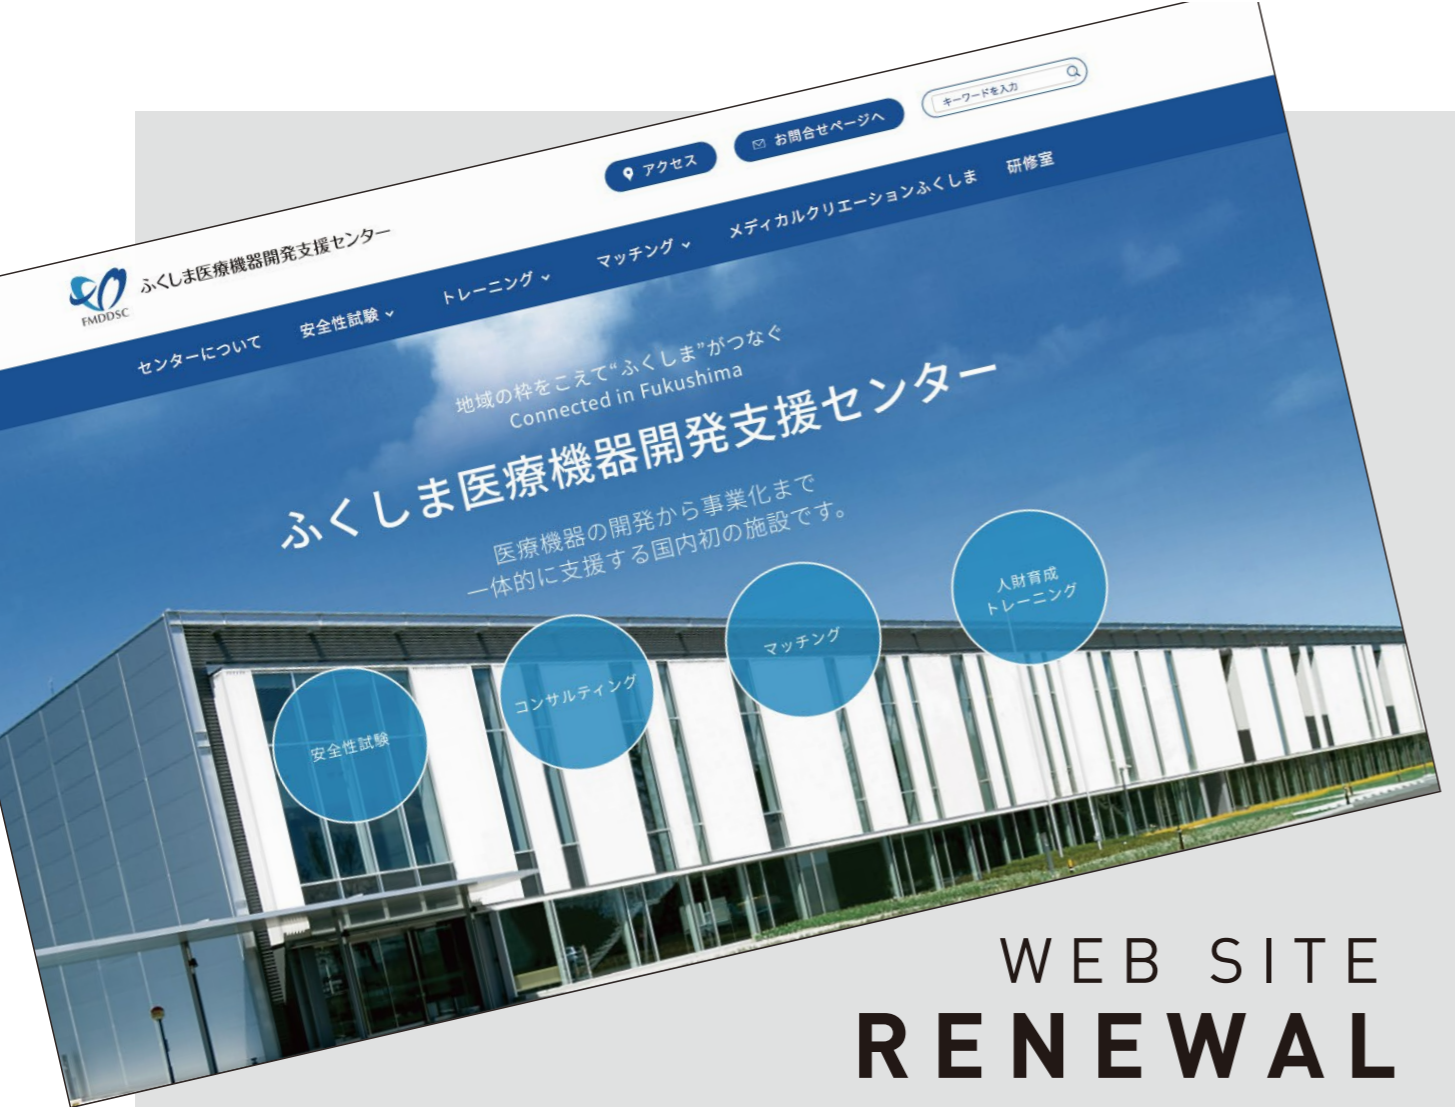 アクセス
お問合せページへ
キーワードを入力
FMDDSC
ふくしま医療機器開発支援センター
センターについて
安全性試験
トレーニング
マッチング
メディカルクリエーションふくしま
研修室
地域の枠をこえて“ふくしま”がつなぐ
Connected in Fukushima
ふくしま医療機器開発支援センター
医療機器の開発から事業化まで
一体的に支援する国内初の施設です。
安全性試験
コンサルティング
マッチング
人財育成
トレーニング
WEB SITE
RENEWAL